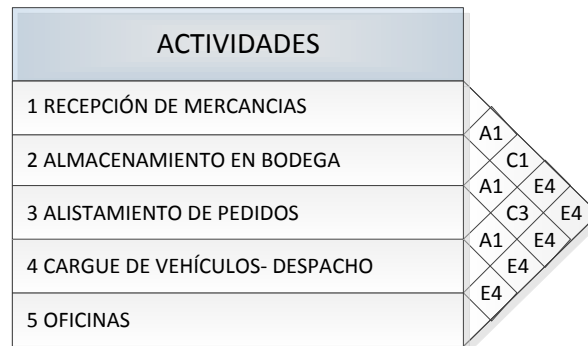 ACTIVIDADES
1 RECEPCIÓN DE MERCANCIAS
A1
2 ALMACENAMIENTO EN BODEGA
C1
A1
E4
3 ALISTAMIENTO DE PEDIDOS
C3
E4
A1
E4
4 CARGUE DE VEHÍCULOS- DESPACHO
E4
E4
5 OFICINAS